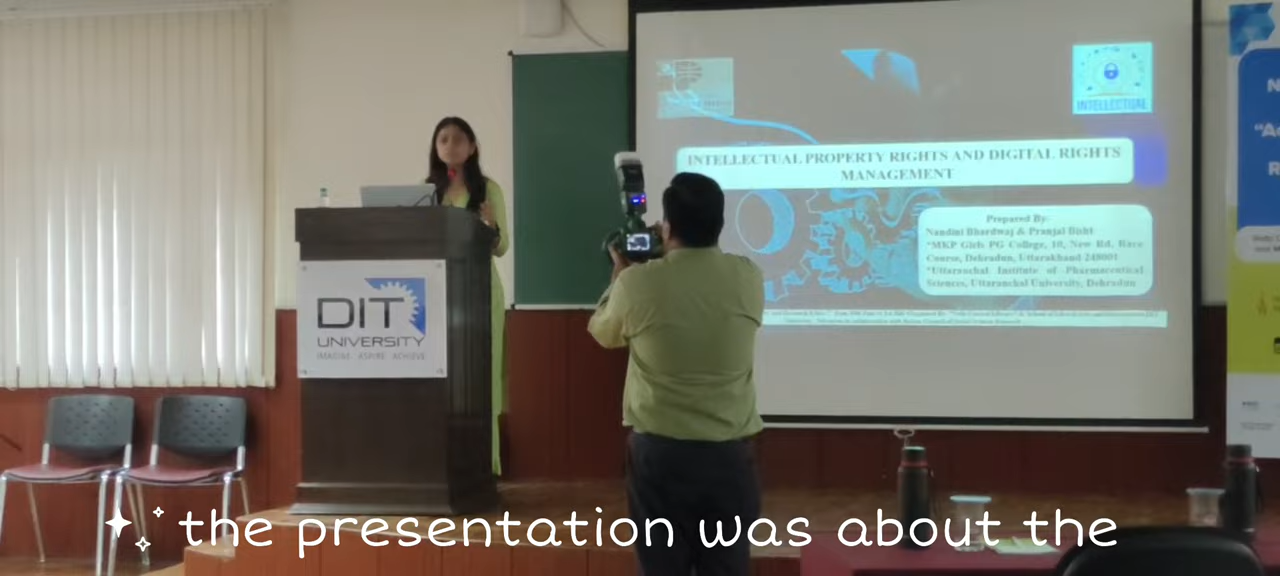 INTELLECTUAL
INTELLECTUAL PROPERTY RIGHTS AND DIGITAL RIGHTS
MANAGEMENT
Prepared By:
Nandini Bhardwaj & Pranjal Bisht
*MKP Girls PG College, 10, New Rd, Race
Course, Dehradun, Uttarakhand 248001
*Uttaranchal Institute of Pharmaceutical
Sciences, Uttaranchal University, Dehradun
DIT
UNIVERSITY
IMAGINE ASPIRE ACHIEVE
N
"A
R
the presentation was about the